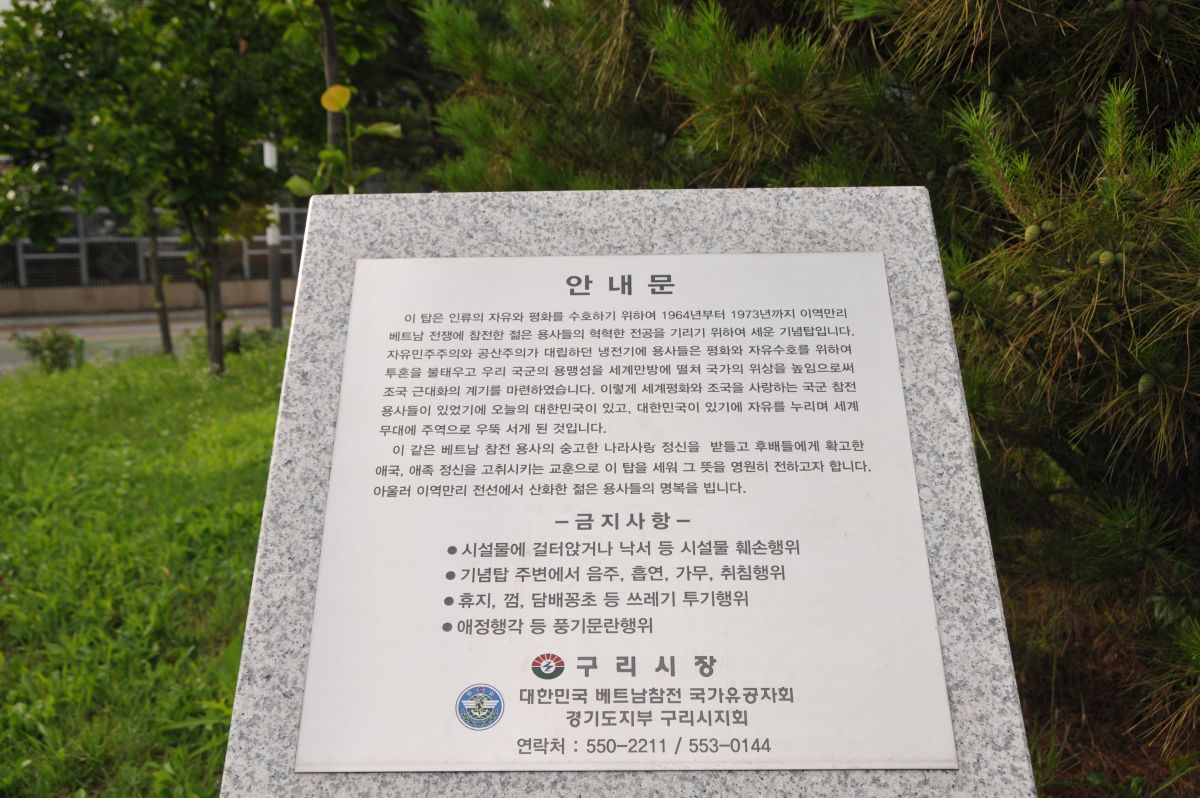 안 내 문
이 탑은 인류의 자유와 평화를 수호하기 위하여 1964년부터 1973년까지 이역만리
베트남 전쟁에 참전한 젊은 용사들의 혁혁한 전공을 기리기 위하여 세운 기념탑입니다.
자유민주주의와 공산주의가 대립하던 냉전기에 용사들은 평화와 자유수호를 위하여
투혼을 불태우고 우리 국군의 용맹성을 세계만방에 떨쳐 국가의 위상을 높임으로써
조국 근대화의 계기를 마련하였습니다. 이렇게 세계평화와 조국을 사랑하는 국군 참전
용사들이 있었기에 오늘의 대한민국이 있고, 대한민국이 있기에 자유를 누리며 세계
무대에 주역으로 우뚝 서게 된 것입니다.
이 같은 베트남 참전 용사의 숭고한 나라사랑 정신을 받들고 후배들에게 확고한
애국, 애족 정신을 고취시키는 교훈으로 이 탑을 세워 그 뜻을 영원히 전하고자 합니다.
아울러 이역만리 전선에서 산화한 젊은 용사들의 명복을 빕니다.
-금지사항-
●시설물에 걸터앉거나 낙서 등 시설물 훼손행위
●기념탑 주변에서 음주, 흡연, 가무, 취침행위
●휴지, 껌, 담배꽁초 등 쓰레기 투기행위
●애정행각 등 풍기문란행위
구리시장
대한민국 베트남참전 국가유공자회
경기도지부 구리시지회
연락처 : 550-2211 / 553-0144